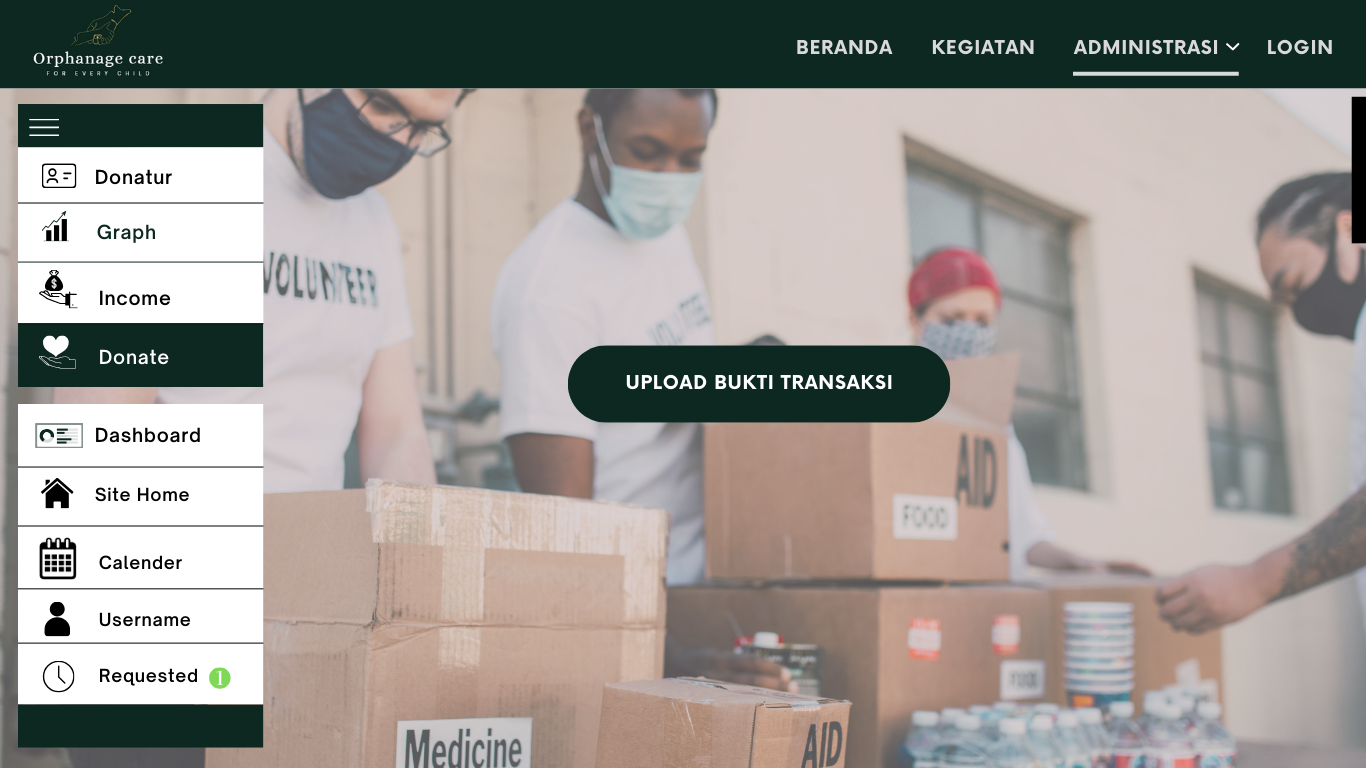 Orphanage care
FOR EVERY CHILD
BERANDA
KEGIATAN
ADMINISTRASI
LOGIN
Donatur
Graph
Income
Donate
Dashboard
Site Home
Calender
Username
Requested 1
VOLUNTEER
UPLOAD BUKTI TRANSAKSI
AID
FOOD
FOOD
Medicine
AID